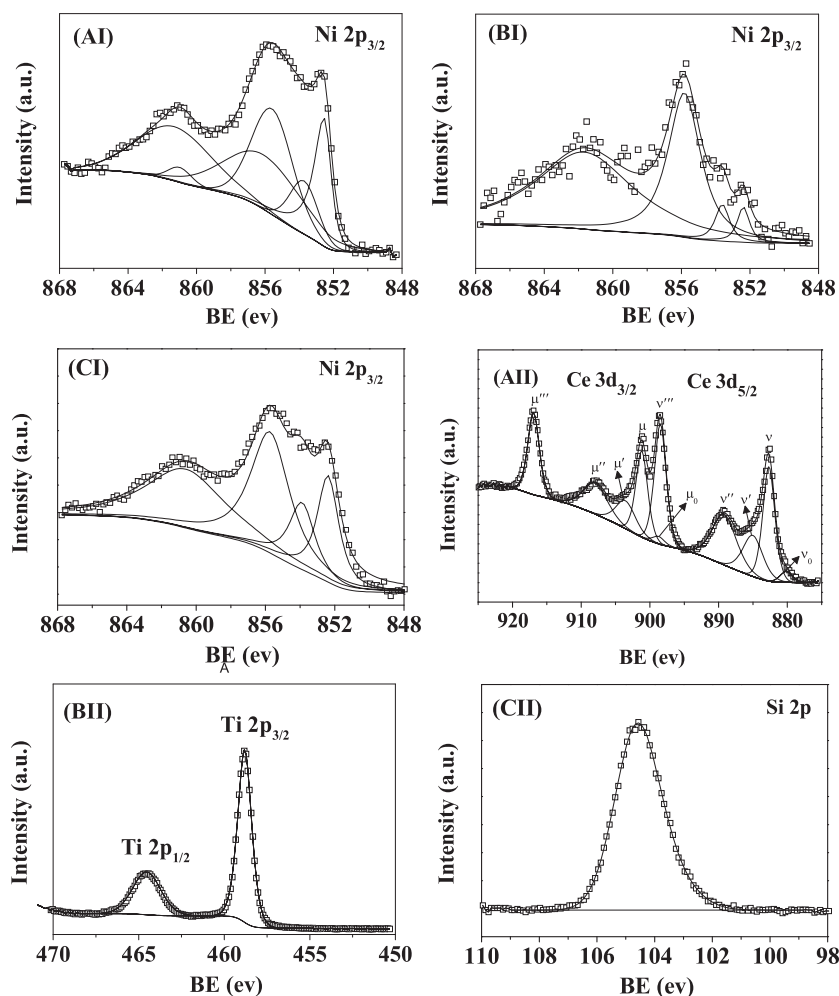 (AI)
Ni 2p3/2
Intensity (a.u.)
868 864 860 856 852 848
BE (ev)
(BI)
Ni 2p3/2
Intensity (a.u.)
868 864 860 856 852 848
BE (ev)
(CI)
Ni 2p3/2
Intensity (a.u.)
868 864 860 856 852 848
BE (ev)
A
(AII)
Ce 3d3/2
Ce 3d5/2
μ'''
μ''
μ'
μ
ν'''
μ0
ν''
ν'
ν
ν0
Intensity (a.u.)
920 910 900 890 880
BE (ev)
(BII)
Ti 2p3/2
Ti 2p1/2
Intensity (a.u.)
470 465 460 455 450
BE (ev)
(CII)
Si 2p
Intensity (a.u.)
110 108 106 104 102 100 98
BE (ev)